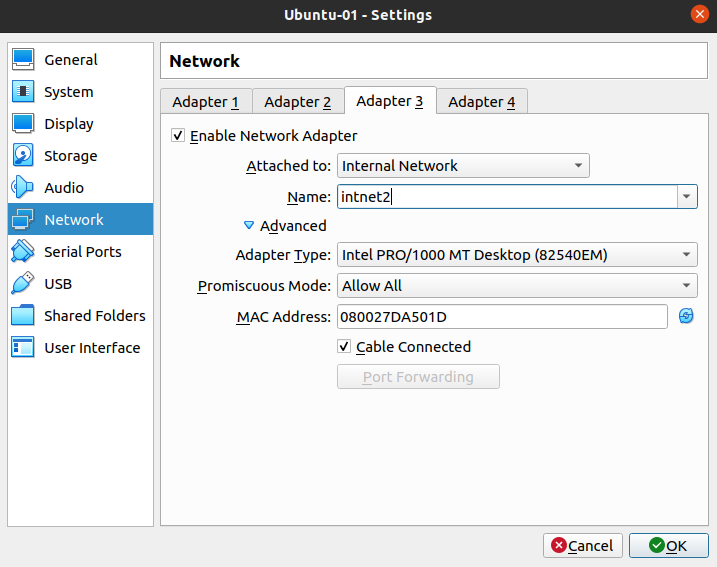 Ubuntu-01 - Settings
General
System
Display
Storage
Audio
Network
Serial Ports
USB
Shared Folders
User Interface
Network
Adapter 1 Adapter 2 Adapter 3 Adapter 4
Enable Network Adapter
Attached to: Internal Network
Name: intnet2
Advanced
Adapter Type: Intel PRO/1000 MT Desktop (82540EM)
Promiscuous Mode: Allow All
MAC Address: 080027DA501D
Cable Connected
Port Forwarding
Cancel OK